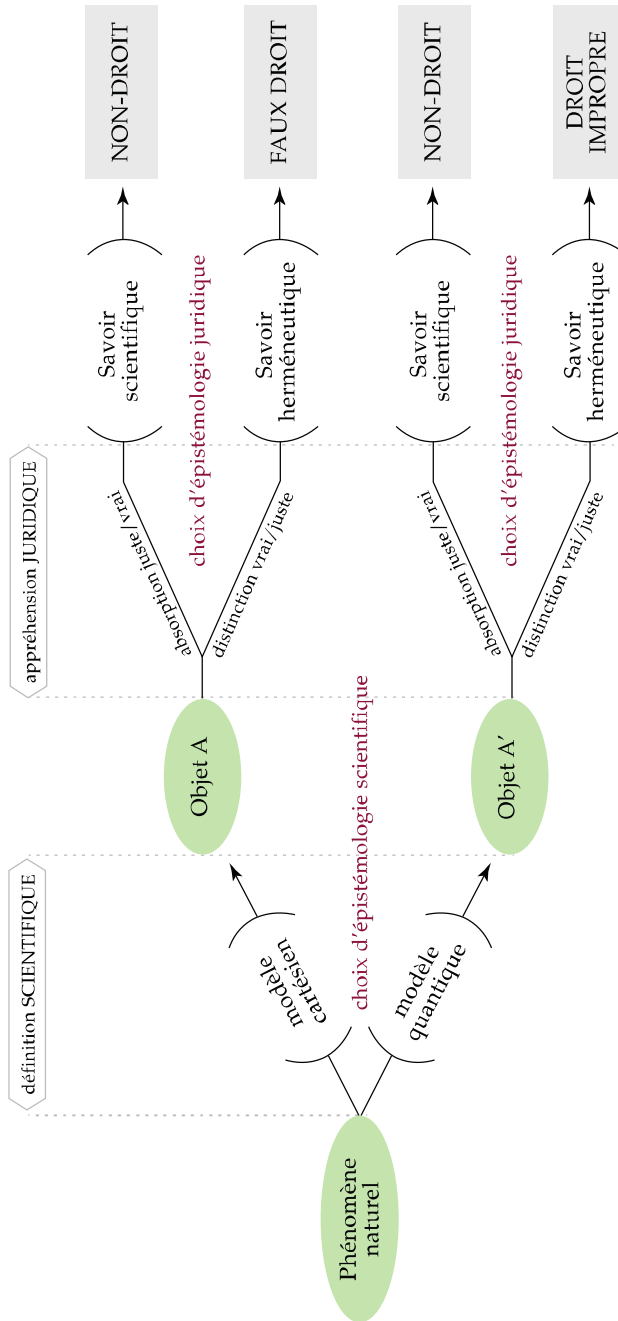 définition SCIENTIFIQUE
appréhension JURIDIQUE
Phénomène
naturel
modèle
cartésien
choix d'épistémologie scientifique
modèle
quantique
Objet A
absorption juste/vrai
Savoir
scientifique
NON-DROIT
choix d'épistémologie juridique
distinction vrai/juste
Savoir
herméneutique
FAUX DROIT
Objet A'
absorption juste/vrai
Savoir
scientifique
NON-DROIT
choix d'épistémologie juridique
distinction vrai/juste
Savoir
herméneutique
DROIT
IMPROPRE